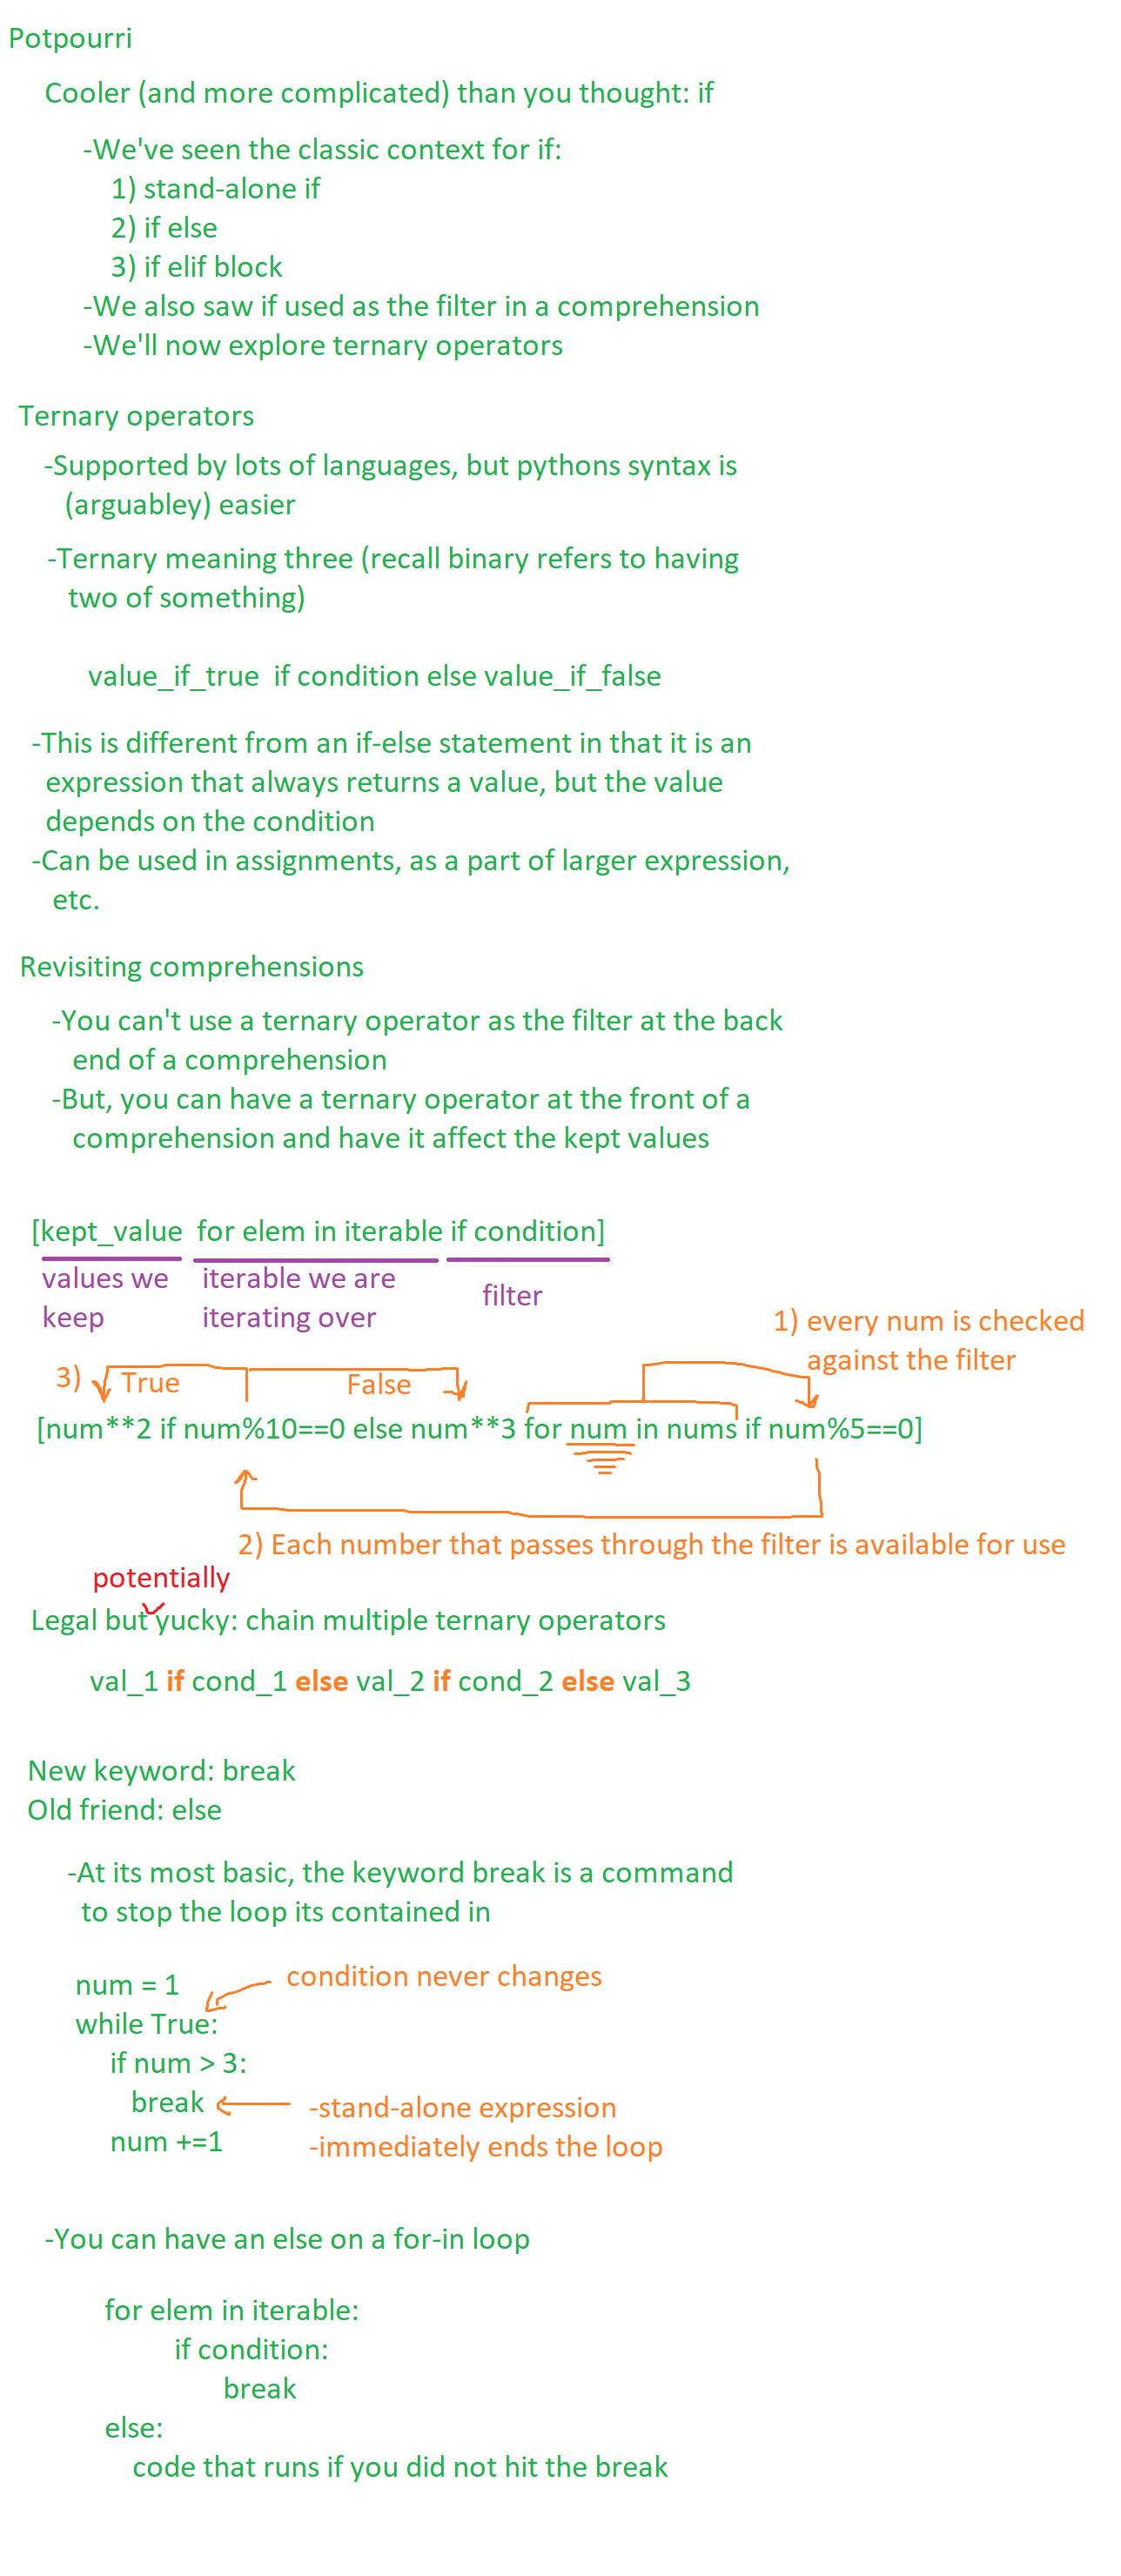 Potpourri
Cooler (and more complicated) than you thought: if
-We've seen the classic context for if:
1) stand-alone if
2) if else
3) if elif block
-We also saw if used as the filter in a comprehension
-We'll now explore ternary operators
Ternary operators
-Supported by lots of languages, but pythons syntax is
(arguabley) easier
-Ternary meaning three (recall binary refers to having
two of something)
value_if_true if condition else value_if_false
-This is different from an if-else statement in that it is an
expression that always returns a value, but the value
depends on the condition
-Can be used in assignments, as a part of larger expression,
etc.
Revisiting comprehensions
-You can't use a ternary operator as the filter at the back
end of a comprehension
-But, you can have a ternary operator at the front of a
comprehension and have it affect the kept values
[kept_value for elem in iterable if condition]
values we
keep
iterable we are
iterating over
filter
1) every num is checked
against the filter
3) True False
[num**2 if num%10==0 else num**3 for num in nums if num%5==0]
2) Each number that passes through the filter is available for use
potentially
Legal but yucky: chain multiple ternary operators
val_1 if cond_1 else val_2 if cond_2 else val_3
New keyword: break
Old friend: else
-At its most basic, the keyword break is a command
to stop the loop its contained in
condition never changes
num = 1
while True:
if num > 3:
break
-stand-alone expression
num +=1
-immediately ends the loop
-You can have an else on a for-in loop
for elem in iterable:
if condition:
break
else:
code that runs if you did not hit the break